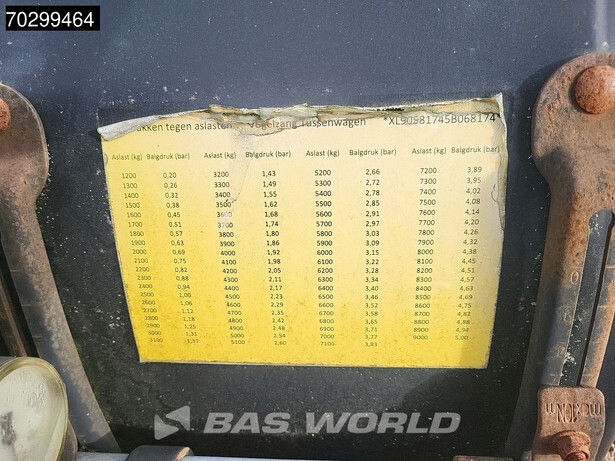 70299464
kken tegen aslasten Vogelzang Tussenwagen *XL90981745B068174*
Aslast (kg) Balgdruk (bar) Aslast (kg) Balgdruk (bar) Aslast (kg) Balgdruk (bar) Aslast (kg) Balgdruk (bar)
1200 0,20 3200 1,43 5200 2,66 7200 3,89
1300 0,26 3300 1,49 5300 2,72 7300 3,95
1400 0,32 3400 1,55 5400 2,78 7400 4,02
1500 0,38 3500 1,62 5500 2,85 7500 4,08
1600 0,45 3600 1,68 5600 2,91 7600 4,14
1700 0,51 3700 1,74 5700 2,97 7700 4,20
1800 0,57 3800 1,80 5800 3,03 7800 4,26
1900 0,63 3900 1,86 5900 3,09 7900 4,32
2000 0,69 4000 1,92 6000 3,15 8000 4,38
2100 0,75 4100 1,98 6100 3,22 8100 4,45
2200 0,82 4200 2,05 6200 3,28 8200 4,51
2300 0,88 4300 2,11 6300 3,34 8300 4,57
2400 0,94 4400 2,17 6400 3,40 8400 4,63
2500 1,00 4500 2,23 6500 3,46 8500 4,69
2600 1,06 4600 2,29 6600 3,52 8600 4,75
2700 1,12 4700 2,35 6700 3,58 8700 4,82
2800 1,18 4800 2,42 6800 3,65 8800 4,88
2900 1,25 4900 2,48 6900 3,71 8900 4,94
3000 1,31 5000 2,54 7000 3,77 9000 5,00
3100 1,37 5100 2,60 7100 3,83
BAS WORLD